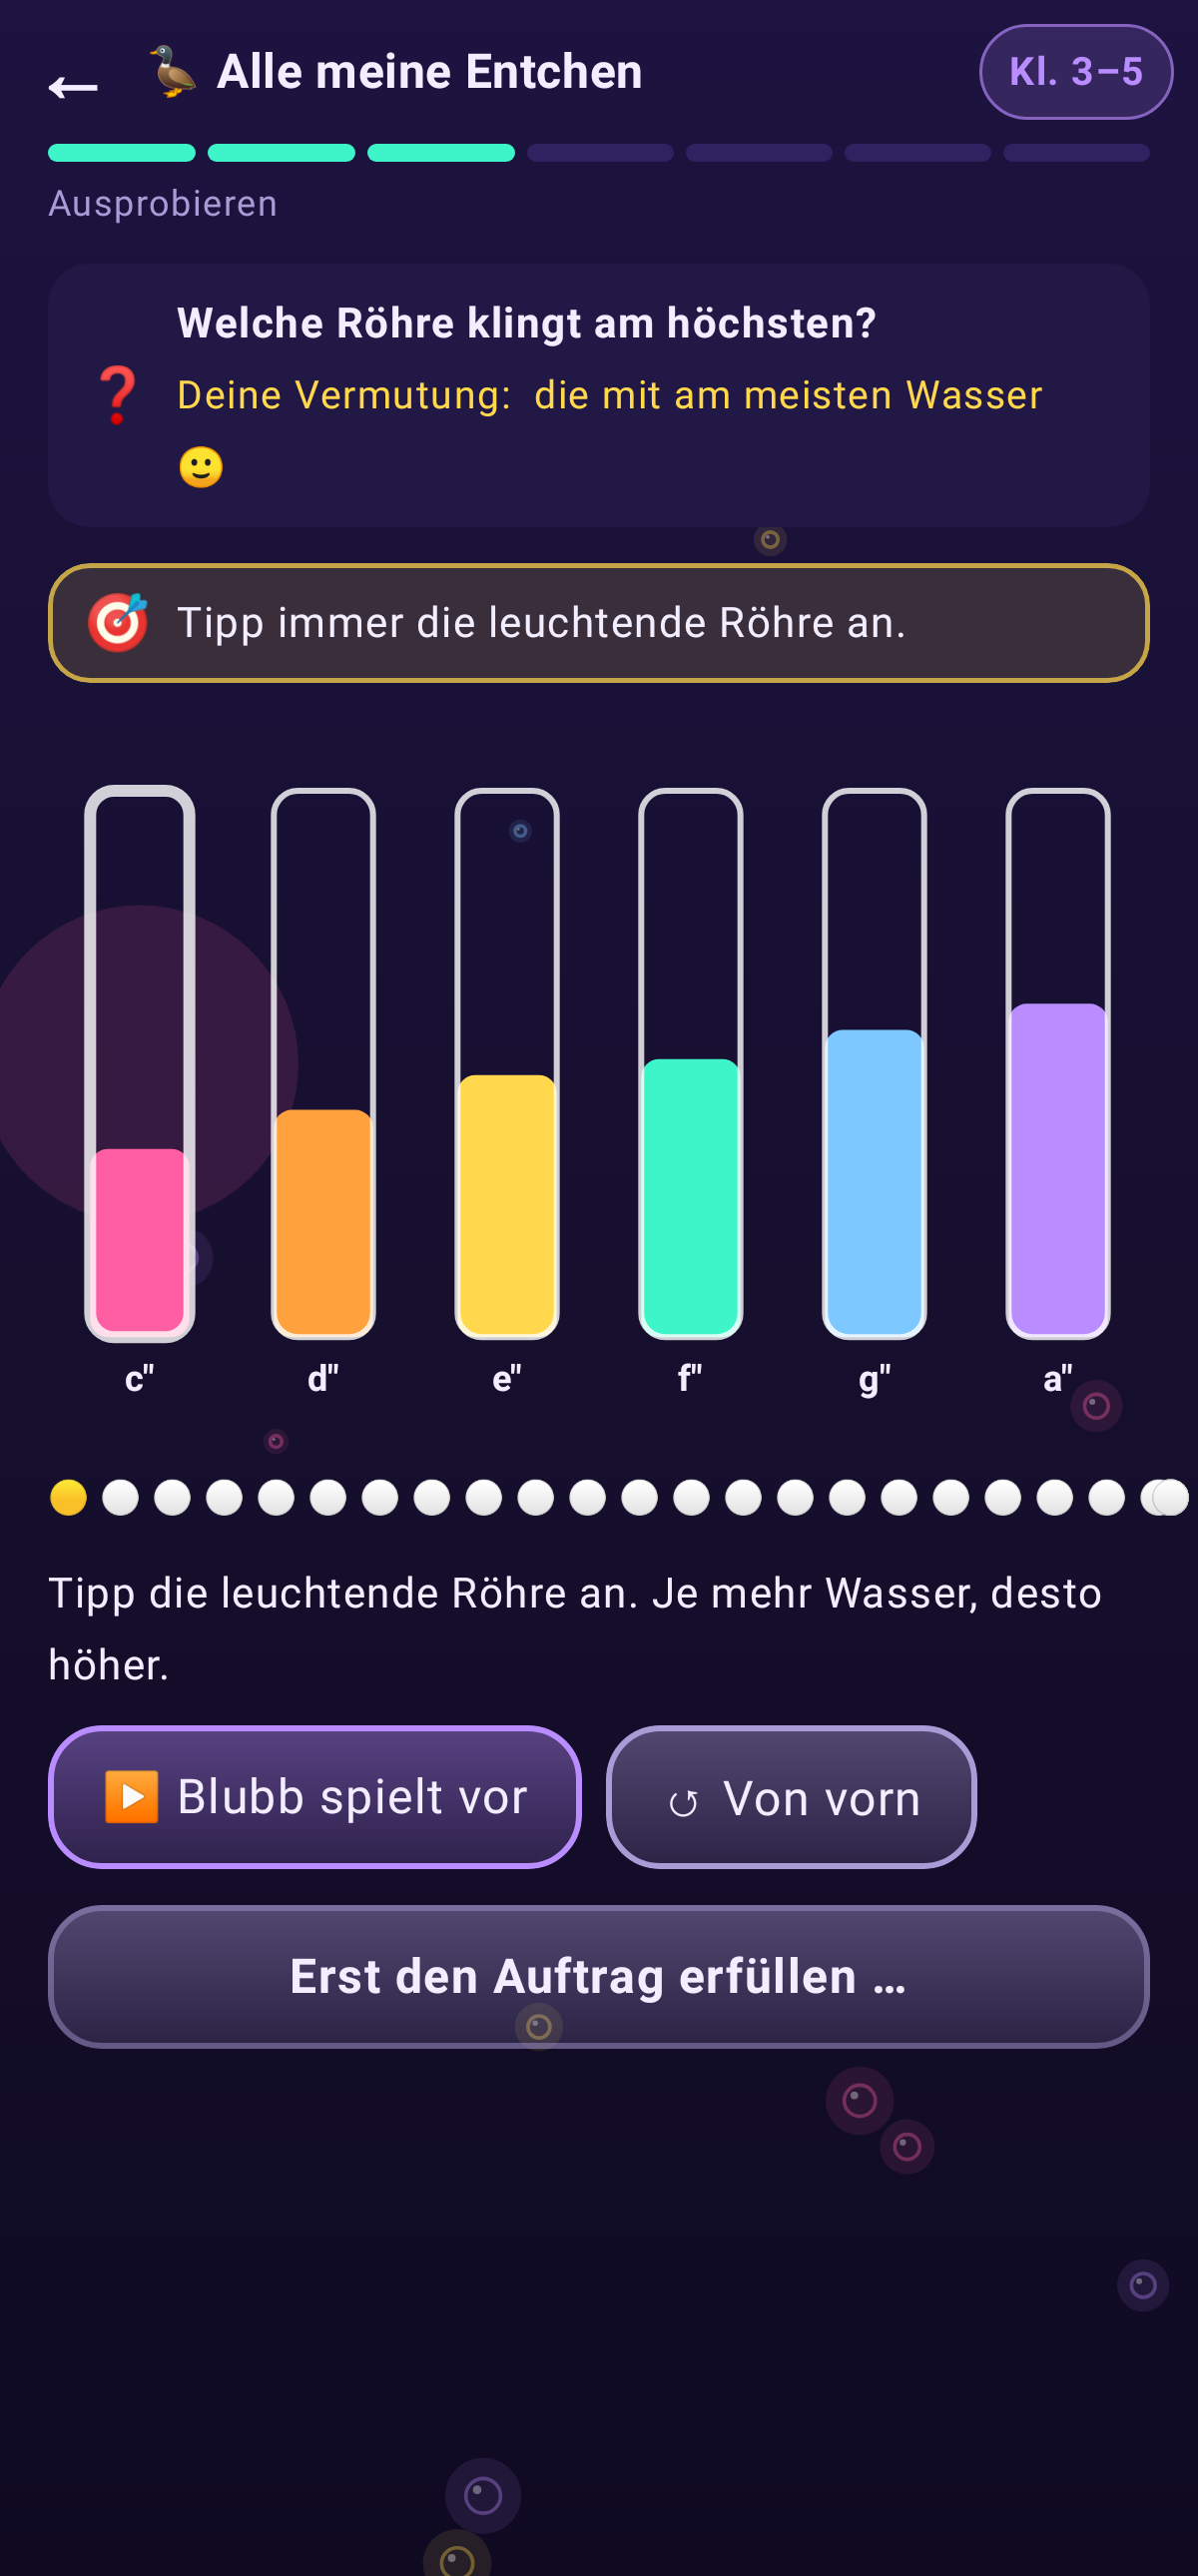 ← Alle meine Entchen
Kl. 3–5
Ausprobieren
Welche Röhre klingt am höchsten?
Deine Vermutung: die mit am meisten Wasser
Tipp immer die leuchtende Röhre an.
c" d" e" f" g" a"
Tipp die leuchtende Röhre an. Je mehr Wasser, desto
höher.
Blubb spielt vor
↺ Von vorn
Erst den Auftrag erfüllen ...